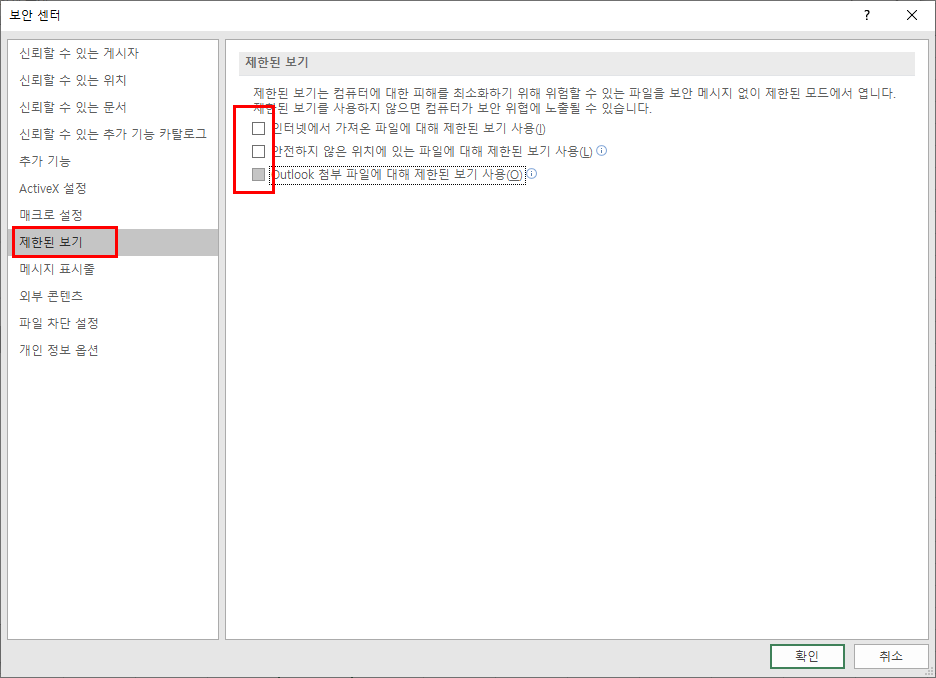 보안 센터
?
신뢰할 수 있는 게시자
신뢰할 수 있는 위치
신뢰할 수 있는 문서
신뢰할 수 있는 추가 기능 카탈로그
추가 기능
ActiveX 설정
매크로 설정
제한된 보기
메시지 표시줄
외부 콘텐츠
파일 차단 설정
개인 정보 옵션
제한된 보기
제한된 보기는 컴퓨터에 대한 피해를 최소화하기 위해 위험할 수 있는 파일을 보안 메시지 없이 제한된 모드에서 엽니다.
제한된 보기를 사용하지 않으면 컴퓨터가 보안 위협에 노출될 수 있습니다.
인터넷에서 가져온 파일에 대해 제한된 보기 사용(I)
안전하지 않은 위치에 있는 파일에 대해 제한된 보기 사용(L)
Outlook 첨부 파일에 대해 제한된 보기 사용(O)
확인
취소